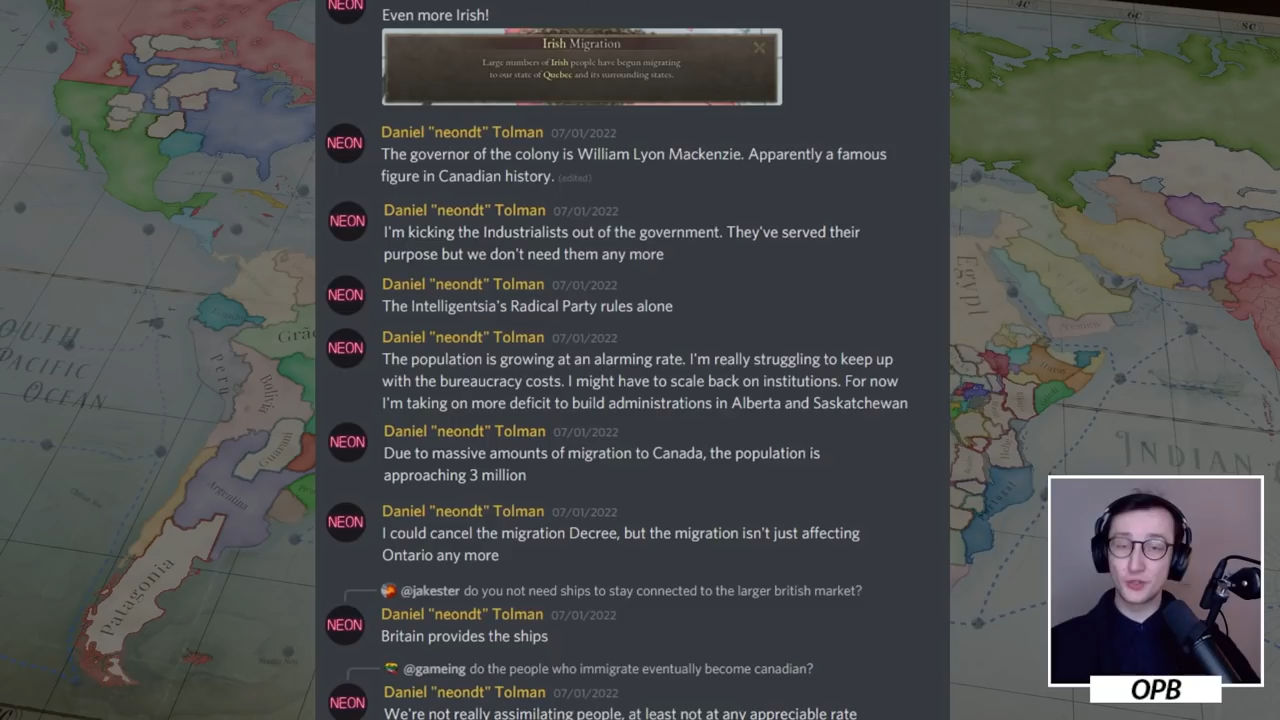 NEON
Even more Irish!
Irish Migration
Large numbers of Irish people have begun migrating
to our state of Quebec and its surrounding states.
NEON
Daniel "neondt" Tolman 07/01/2022
The governor of the colony is William Lyon Mackenzie. Apparently a famous
figure in Canadian history. (edited)
NEON
Daniel "neondt" Tolman 07/01/2022
I'm kicking the Industrialists out of the government. They've served their
purpose but we don't need them any more
NEON
Daniel "neondt" Tolman 07/01/2022
The Intelligentsia's Radical Party rules alone
NEON
Daniel "neondt" Tolman 07/01/2022
The population is growing at an alarming rate. I'm really struggling to keep up
with the bureaucracy costs. I might have to scale back on institutions. For now
I'm taking on more deficit to build administrations in Alberta and Saskatchewan
NEON
Daniel "neondt" Tolman 07/01/2022
Due to massive amounts of migration to Canada, the population is
approaching 3 million
NEON
Daniel "neondt" Tolman 07/01/2022
I could cancel the migration Decree, but the migration isn't just affecting
Ontario any more
@jakester do you not need ships to stay connected to the larger british market?
NEON
Daniel "neondt" Tolman 07/01/2022
Britain provides the ships
@gameing do the people who immigrate eventually become canadian?
NEON
Daniel "neondt" Tolman 07/01/2022
We're not really assimilating people, at least not at any appreciable rate
SOUTH
PACIFIC
OCEAN
Peru
Bolivia
Guarani
Argentina
Patagonia
Egypt
INDIAN
OPB